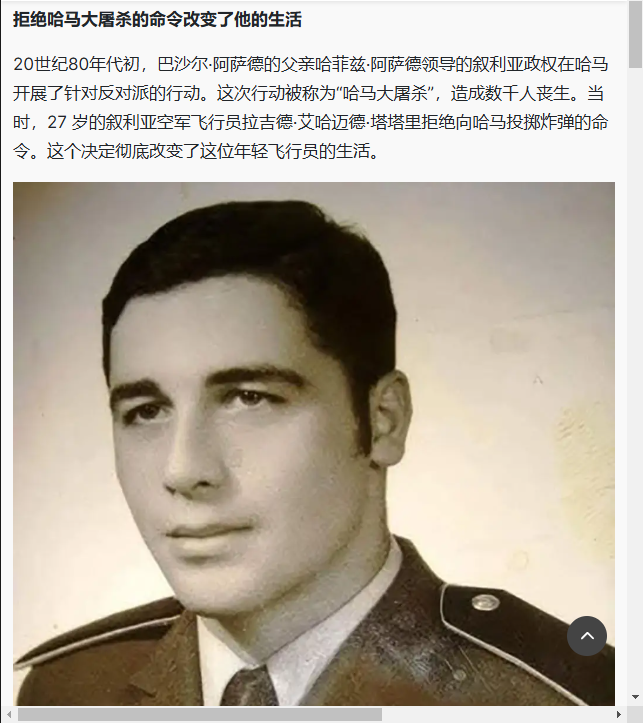 拒绝哈马大屠杀的命令改变了他的生活
20世纪80年代初，巴沙尔·阿萨德的父亲哈菲兹·阿萨德领导的叙利亚政权在哈马
开展了针对反对派的行动。这次行动被称为“哈马大屠杀”，造成数千人丧生。当
时，27 岁的叙利亚空军飞行员拉吉德·艾哈迈德·塔塔里拒绝向哈马投掷炸弹的命
令。这个决定彻底改变了这位年轻飞行员的生活。